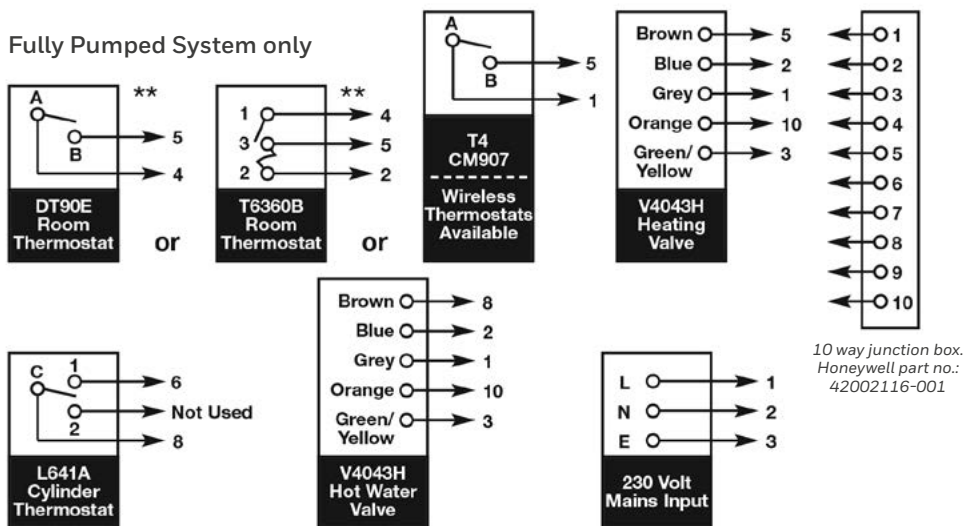 Fully Pumped System only
A
**
B
5
4
DT90E
Room
Thermostat
or
**
1
4
3
5
2
2
T6360B
Room
Thermostat
or
A
B
5
1
T4
CM907
Wireless
Thermostats
Available
Brown 5
Blue 2
Grey 1
Orange 10
Green/
Yellow 3
V4043H
Heating
Valve
1
2
3
4
5
6
7
8
9
10
10 way junction box.
Honeywell part no.:
42002116-001
C
1
6
Not Used
2
8
L641A
Cylinder
Thermostat
Brown 8
Blue 2
Grey 1
Orange 10
Green/
Yellow 3
V4043H
Hot Water
Valve
L 1
N 2
E 3
230 Volt
Mains Input